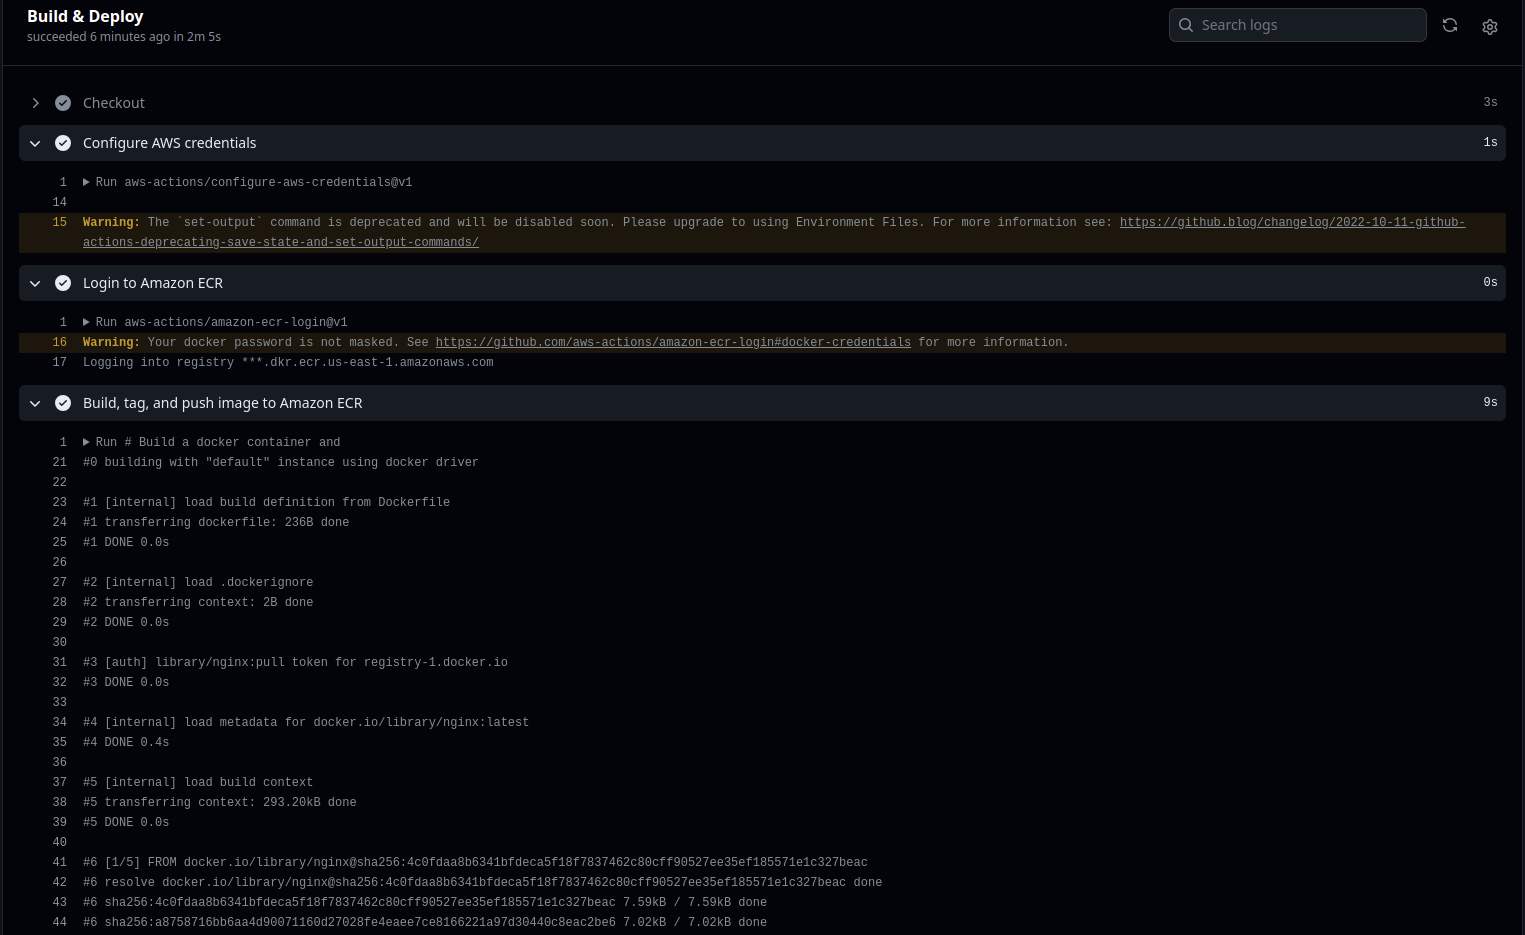 Build & Deploy
succeeded 6 minutes ago in 2m 5s
Search logs
Checkout 3s
Configure AWS credentials 1s
1 Run aws-actions/configure-aws-credentials@v1
14
15 Warning: The `set-output` command is deprecated and will be disabled soon. Please upgrade to using Environment Files. For more information see: https://github.blog/changelog/2022-10-11-github-
actions-deprecating-save-state-and-set-output-commands/
Login to Amazon ECR 0s
1 Run aws-actions/amazon-ecr-login@v1
16 Warning: Your docker password is not masked. See https://github.com/aws-actions/amazon-ecr-login#docker-credentials for more information.
17 Logging into registry ***.dkr.ecr.us-east-1.amazonaws.com
Build, tag, and push image to Amazon ECR 9s
1 Run # Build a docker container and
21 #0 building with "default" instance using docker driver
22
23 #1 [internal] load build definition from Dockerfile
24 #1 transferring dockerfile: 236B done
25 #1 DONE 0.0s
26
27 #2 [internal] load .dockerignore
28 #2 transferring context: 2B done
29 #2 DONE 0.0s
30
31 #3 [auth] library/nginx:pull token for registry-1.docker.io
32 #3 DONE 0.0s
33
34 #4 [internal] load metadata for docker.io/library/nginx:latest
35 #4 DONE 0.4s
36
37 #5 [internal] load build context
38 #5 transferring context: 293.20kB done
39 #5 DONE 0.0s
40
41 #6 [1/5] FROM docker.io/library/nginx@sha256:4c0fdaa8b6341bfdeca5f18f7837462c80cff90527ee35ef185571e1c327beac
42 #6 resolve docker.io/library/nginx@sha256:4c0fdaa8b6341bfdeca5f18f7837462c80cff90527ee35ef185571e1c327beac done
43 #6 sha256:4c0fdaa8b6341bfdeca5f18f7837462c80cff90527ee35ef185571e1c327beac 7.59kB / 7.59kB done
44 #6 sha256:a8758716bb6aa4d90071160d27028fe4eaee7ce8166221a97d30440c8eac2be6 7.02kB / 7.02kB done